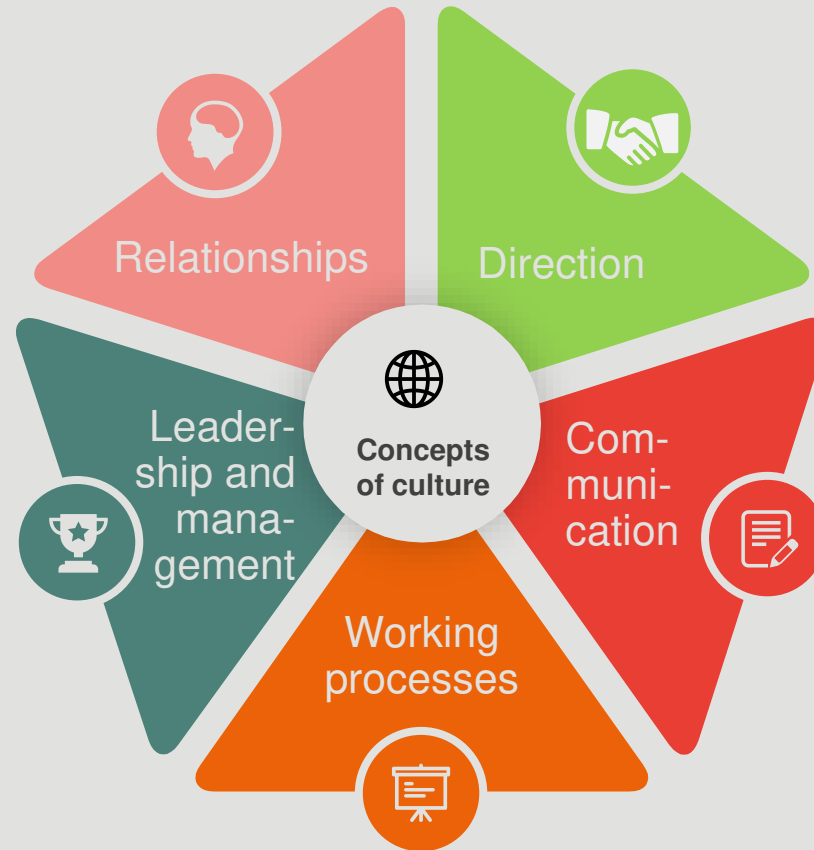 Relationships
Direction
Leader-
ship and
mana-
gement
Concepts
of culture
Com-
muni-
cation
Working
processes